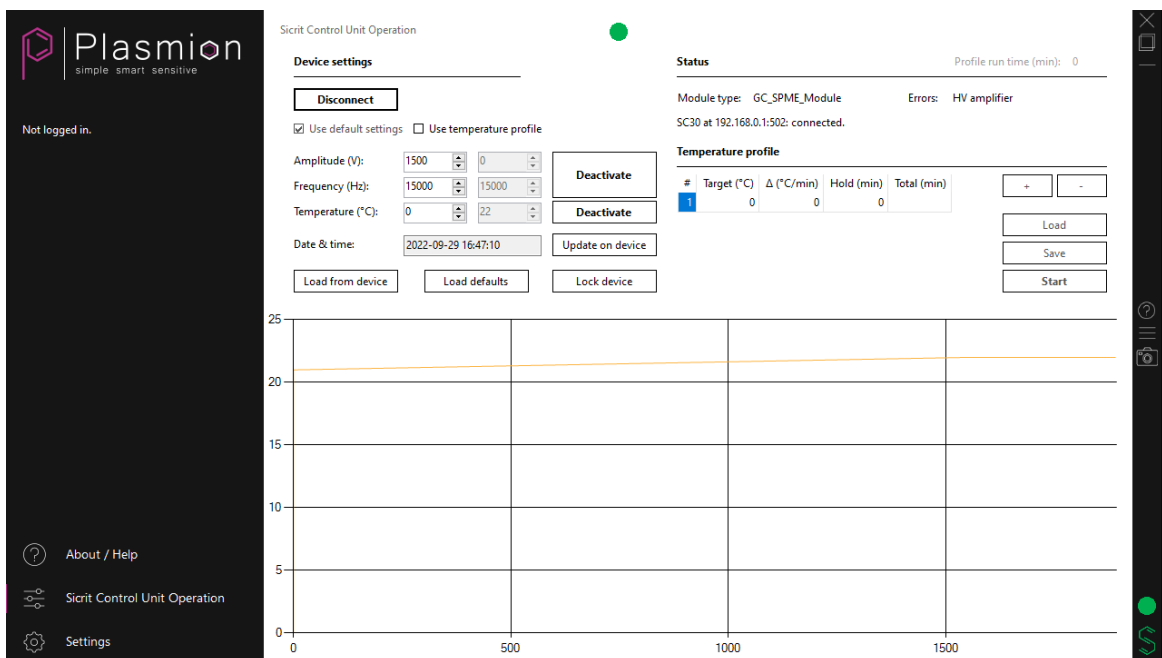 Plasmion
simple smart sensitive
Not logged in.
About / Help
Sicrit Control Unit Operation
Settings
Sicrit Control Unit Operation
Device settings
Disconnect
Use default settings Use temperature profile
Amplitude (V): 1500 0
Deactivate
Frequency (Hz): 15000 15000
Temperature (°C): 0 22 Deactivate
Date & time: 2022-09-29 16:47:10 Update on device
Load from device Load defaults Lock device
Status Profile run time (min): 0
Module type: GC_SPME_Module Errors: HV amplifier
SC30 at 192.168.0.1:502: connected.
Temperature profile
# Target (°C) Δ (°C/min) Hold (min) Total (min)
1 0 0 0
+ -
Load
Save
Start
25
20
15
10
5
0
0 500 1000 1500